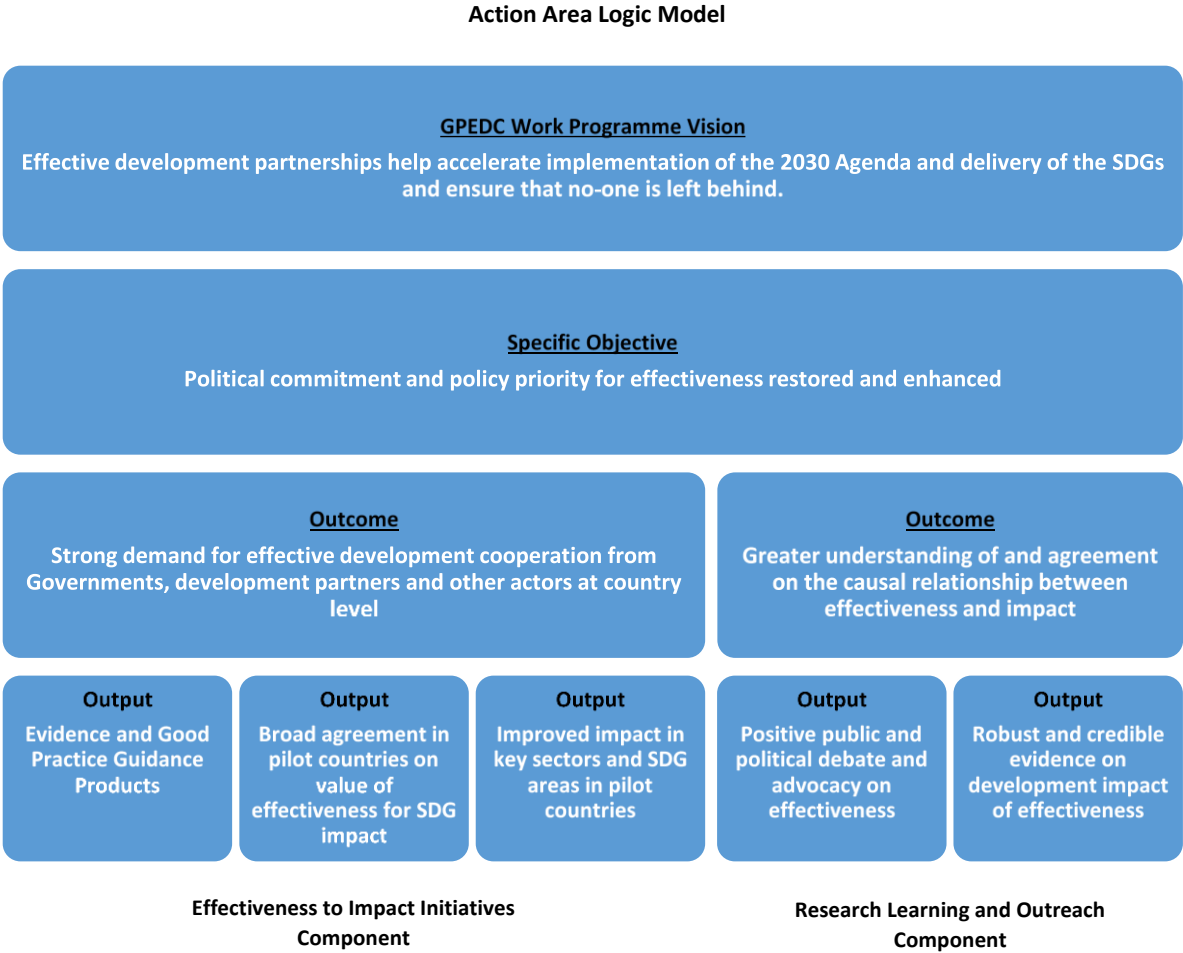 Action Area Logic Model
GPEDC Work Programme Vision
Effective development partnerships help accelerate implementation of the 2030 Agenda and delivery of the SDGs
and ensure that no-one is left behind.
Specific Objective
Political commitment and policy priority for effectiveness restored and enhanced
Outcome
Strong demand for effective development cooperation from
Governments, development partners and other actors at country
level
Outcome
Greater understanding of and agreement
on the causal relationship between
effectiveness and impact
Output
Evidence and Good
Practice Guidance
Products
Output
Broad agreement in
pilot countries on
value of
effectiveness for SDG
impact
Output
Improved impact in
key sectors and SDG
areas in pilot
countries
Output
Positive public and
political debate and
advocacy on
effectiveness
Output
Robust and credible
evidence on
development impact
of effectiveness
Effectiveness to Impact Initiatives
Component
Research Learning and Outreach
Component